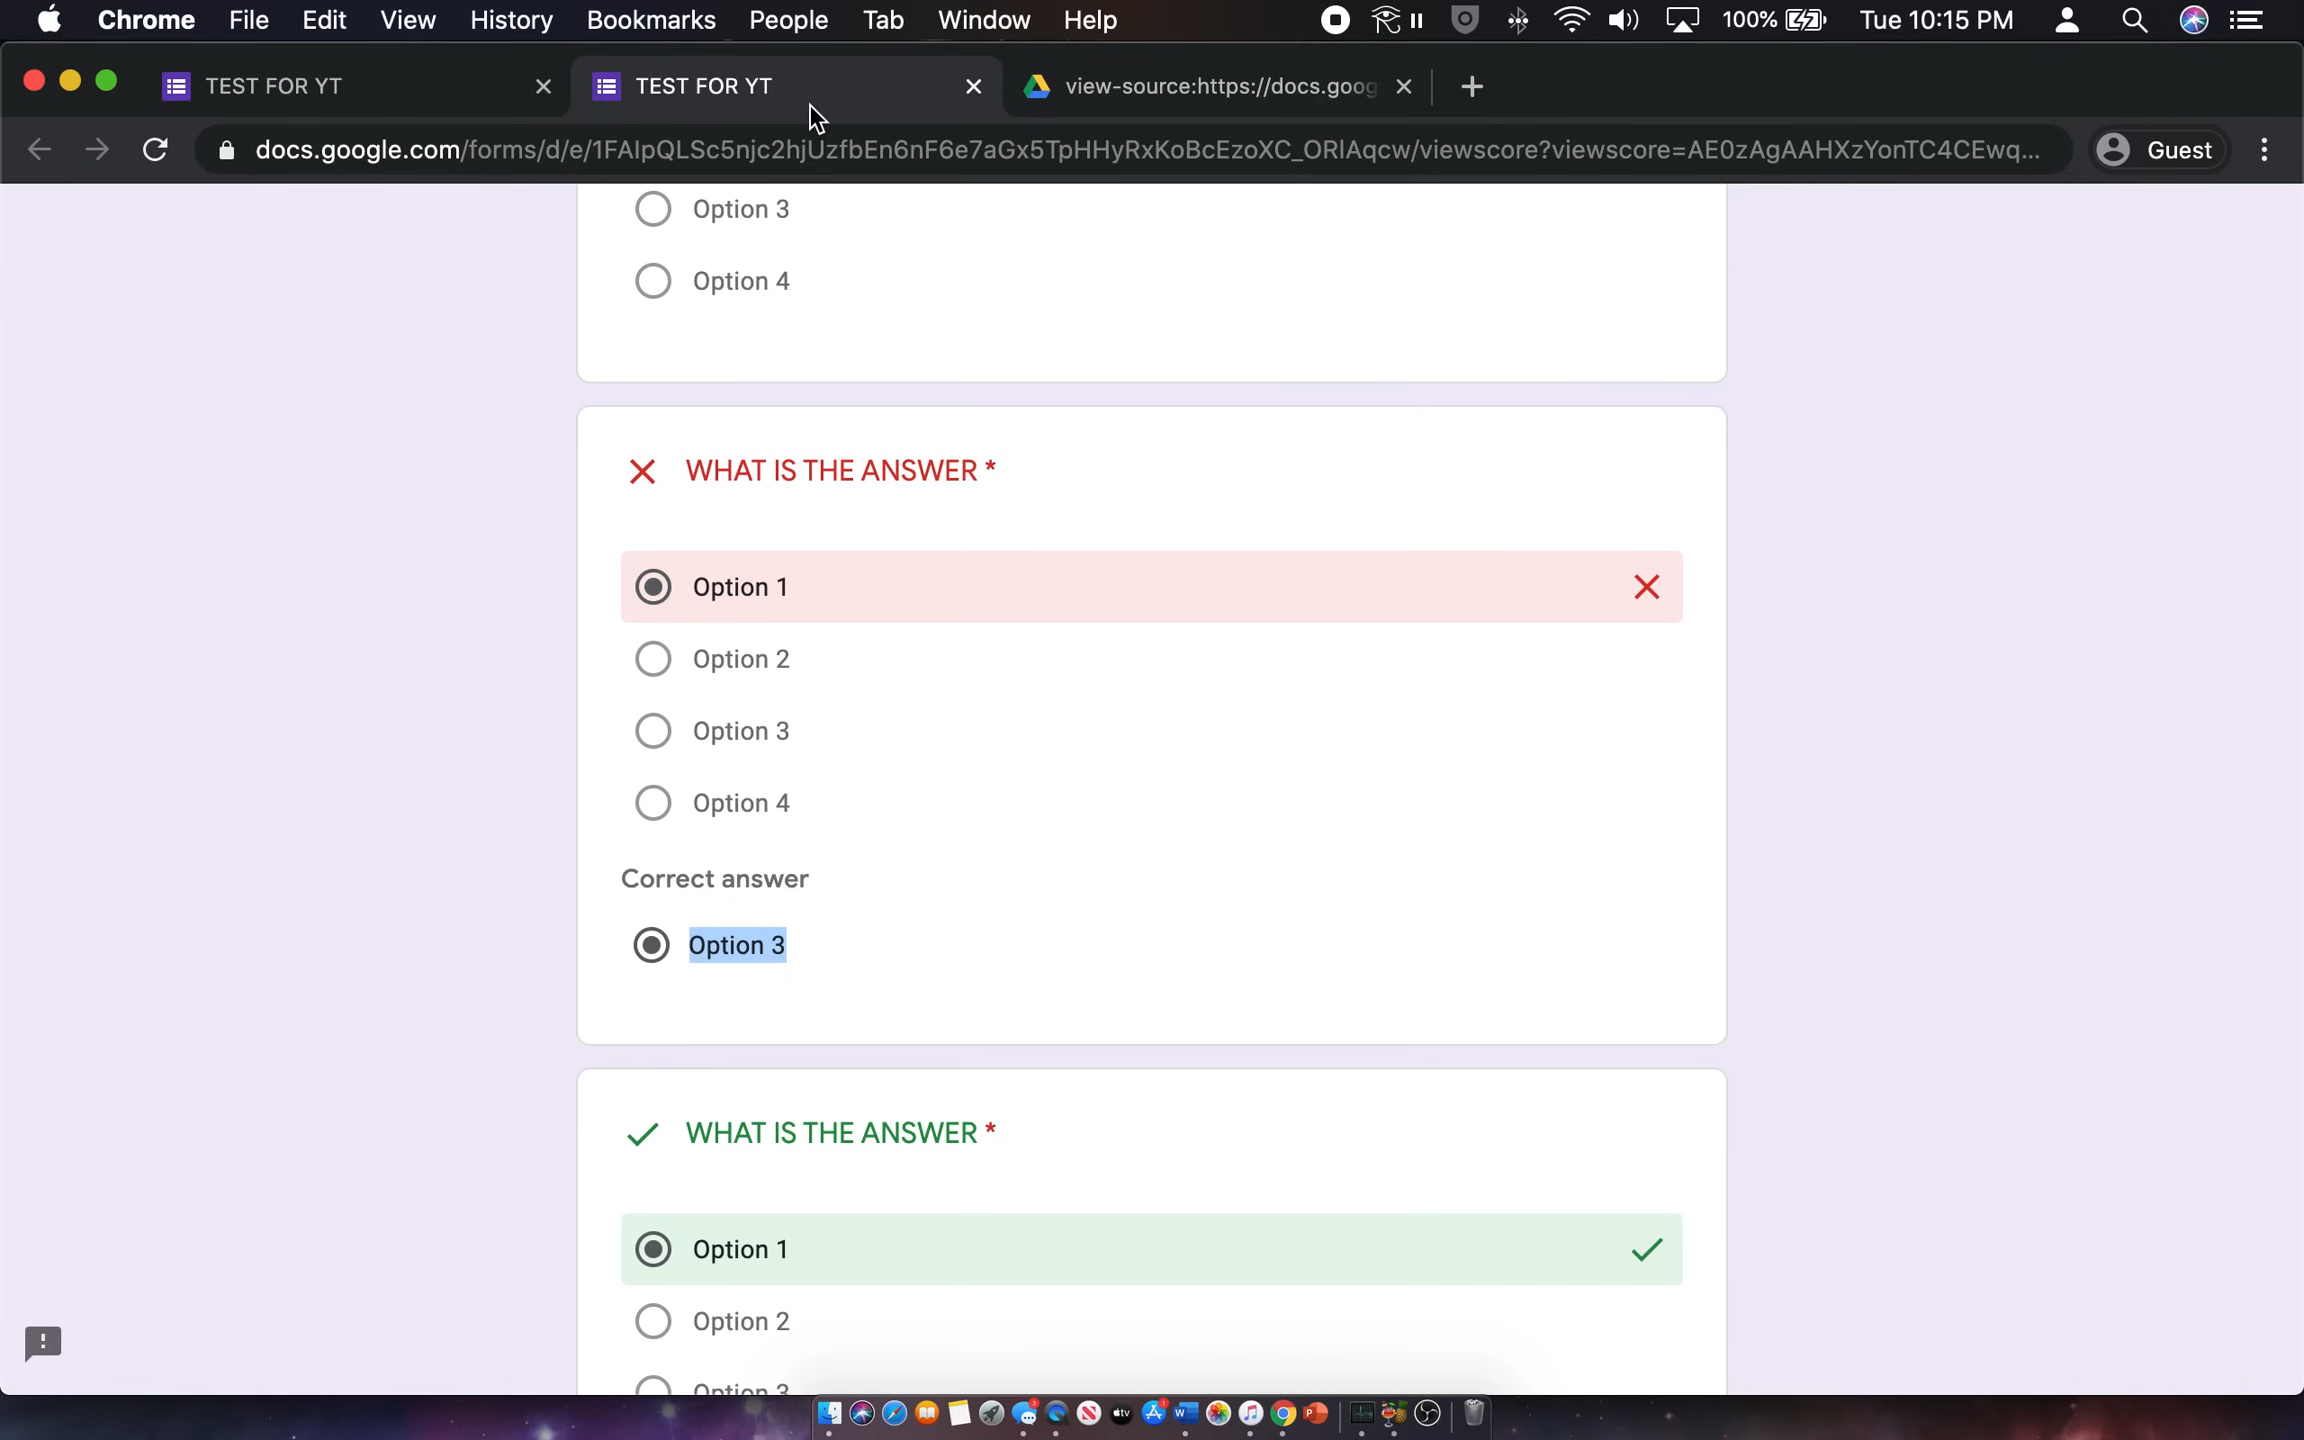 Chrome File Edit View History Bookmarks People Tab Window Help 100% Tue 10:15 PM
TEST FOR YT TEST FOR YT view-source:https://docs.goog
docs.google.com/forms/d/e/1FAIpQLSc5njc2hjUzfbEn6nF6e7aGx5TpHHyRxKoBcEzoXC_ORIAqcw/viewscore?viewscore=AE0zAgAAHXzYonTC4CEwq... Guest
Option 3
Option 4
WHAT IS THE ANSWER *
Option 1
Option 2
Option 3
Option 4
Correct answer
Option 3
WHAT IS THE ANSWER *
Option 1
Option 2
Option 3